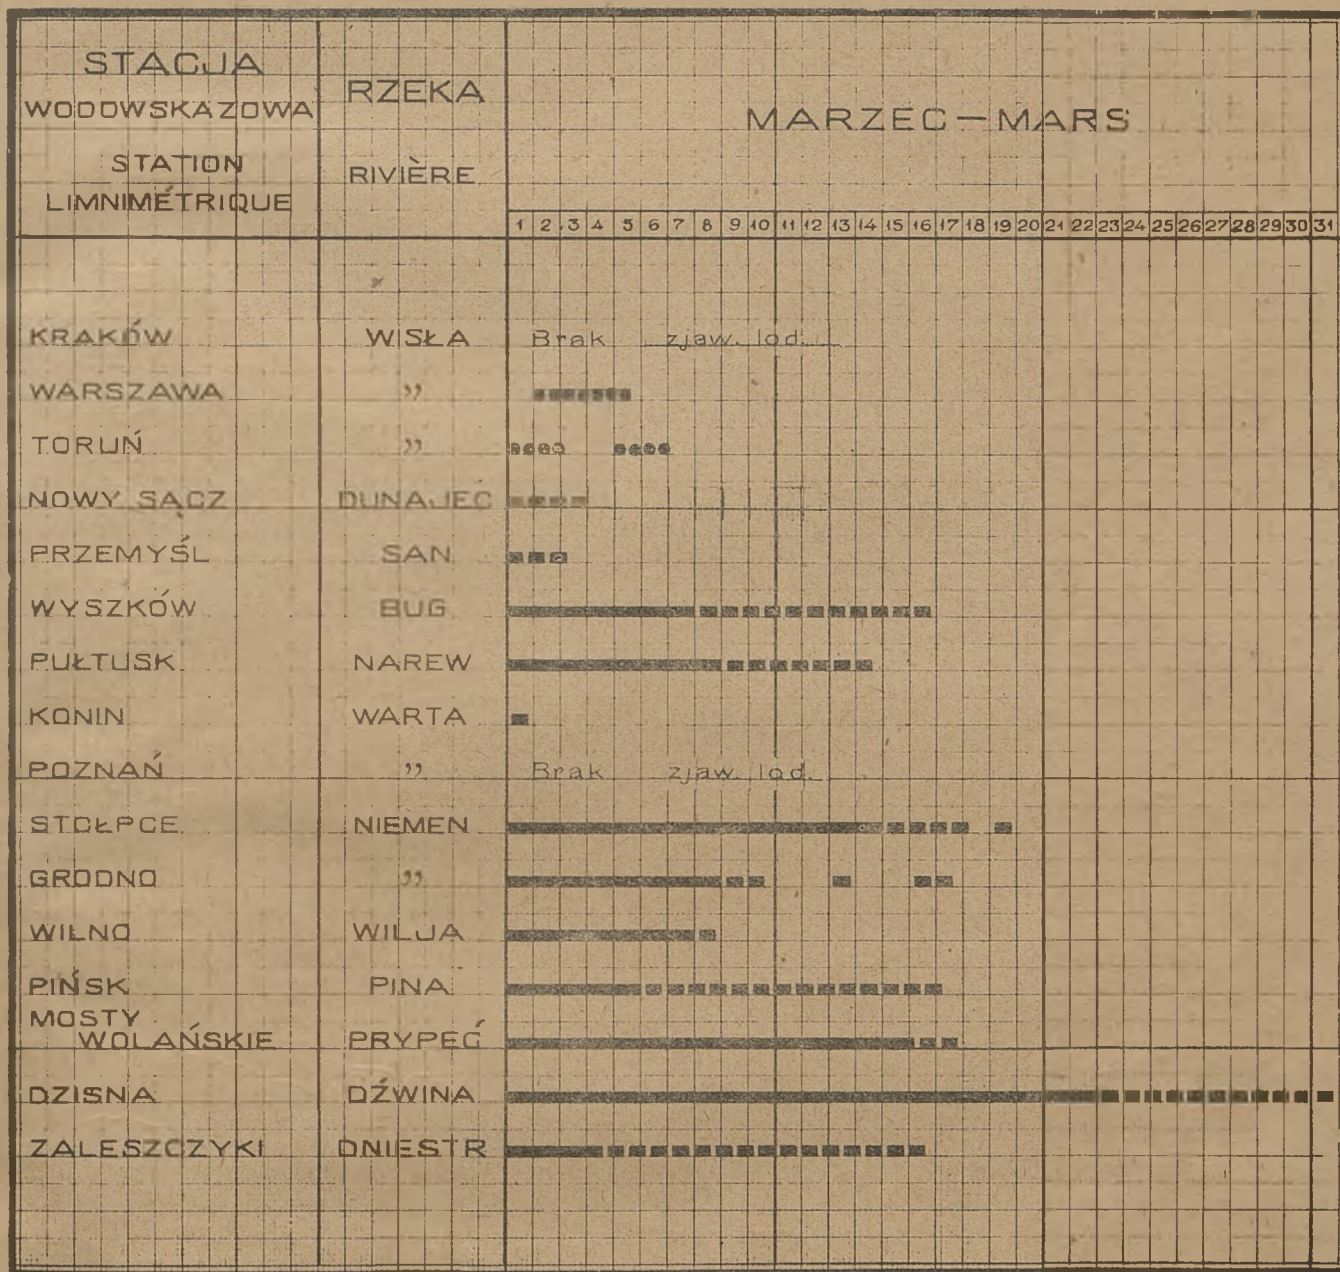 STACJA
WODOWSKAZOWA
STATION
LIMNIMÉTRIQUE
RZEKA
RIVIÈRE
MARZEC — MARS
1 2 3 4 5 6 7 8 9 10 11 12 13 14 15 16 17 18 19 20 21 22 23 24 25 26 27 28 29 30 31
KRAKÓW WISŁA Brak zjaw. lod.
WARSZAWA ,,
TORUŃ ,,
NOWY SĄCZ DUNAJEC
PRZEMYŚL SAN
WYSZKÓW BUG
PUŁTUSK NAREW
KONIN WARTA
POZNAŃ ,, Brak zjaw. lod.
STOŁPCE NIEMEN
GRODNO ,,
WILNO WILJA
PIŃSK PINA
MOSTY
WOLAŃSKIE PRYPEĆ
DZISNA DŹWINA
ZALESZCZYKI DNIESTR